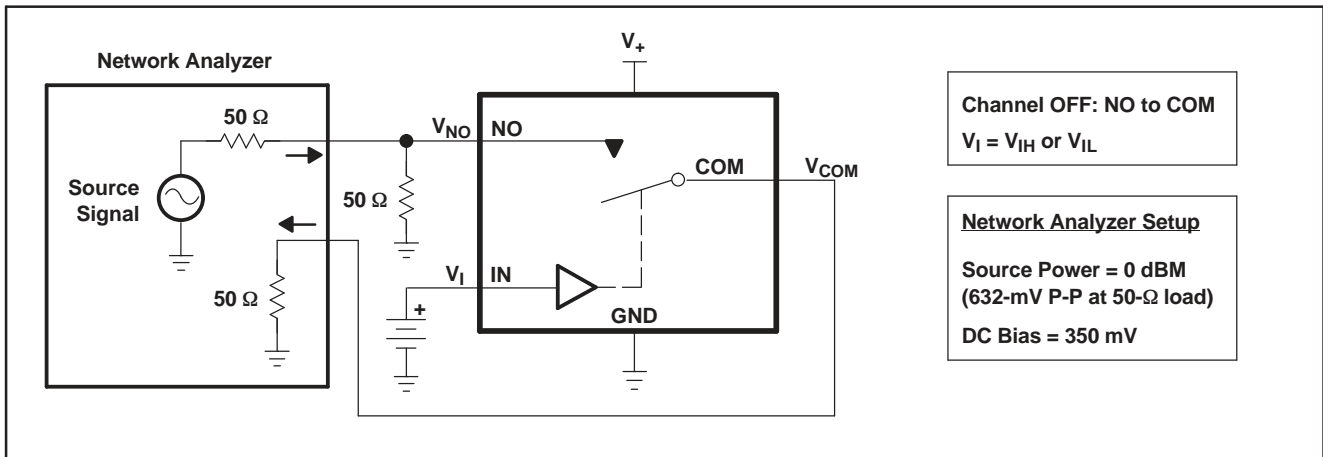 Network Analyzer
50 Ω
Source
Signal
50 Ω
V+
VNO
NO
50 Ω
COM
VCOM
VI
IN
+
GND
Channel OFF: NO to COM
VI = VIH or VIL
Network Analyzer Setup
Source Power = 0 dBM
(632-mV P-P at 50-Ω load)
DC Bias = 350 mV